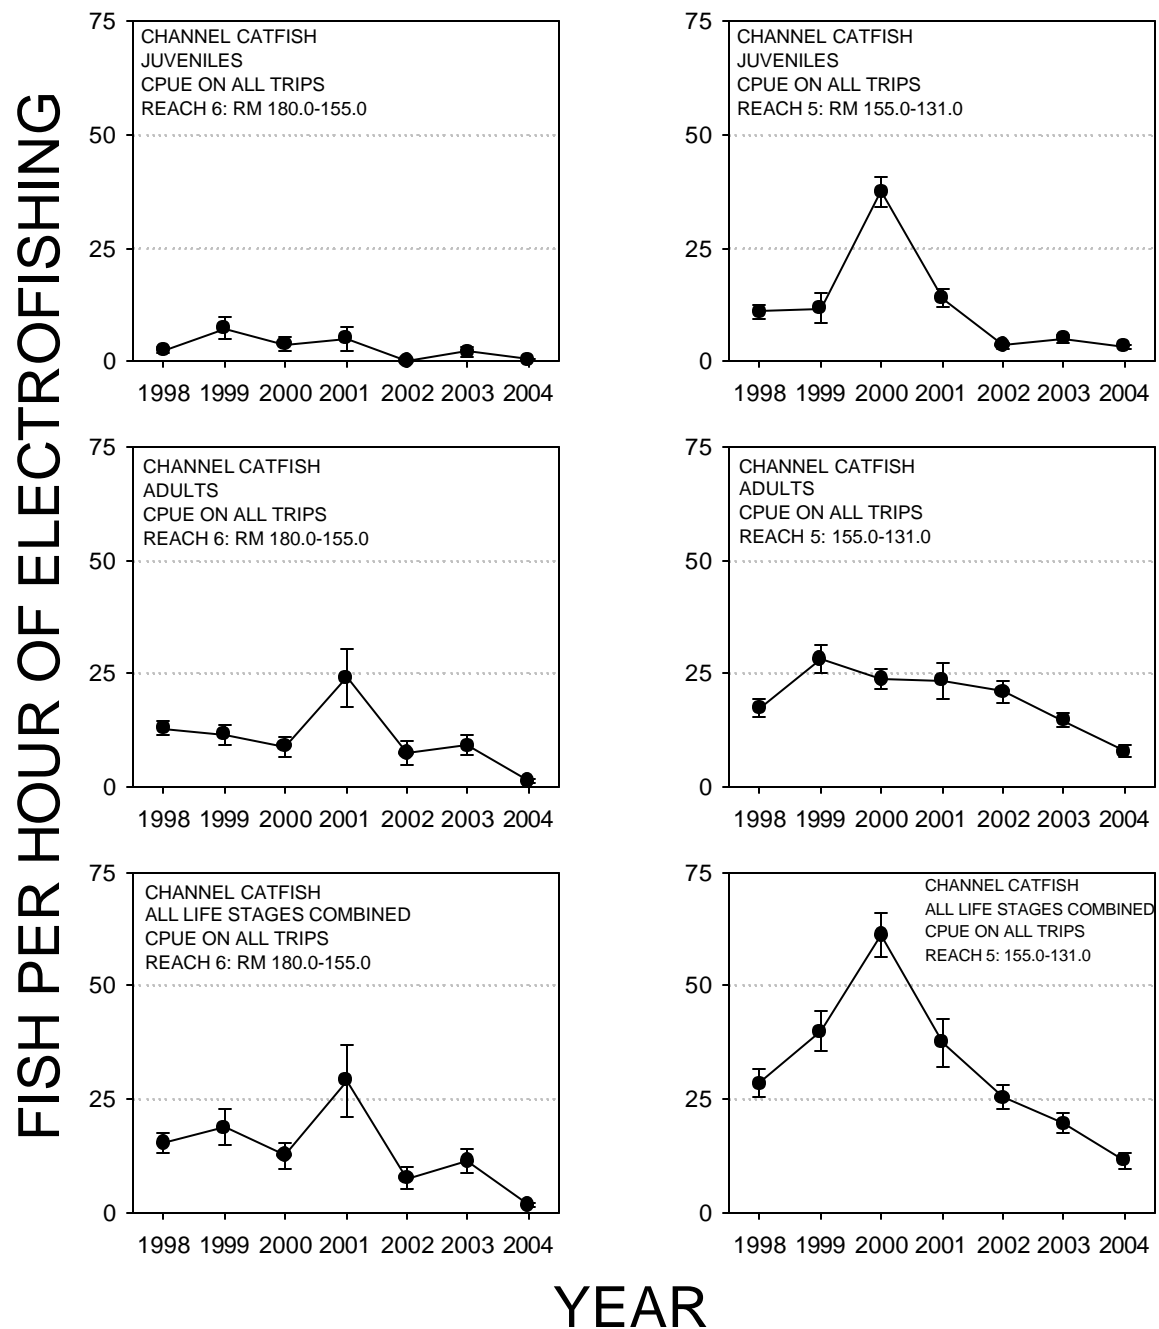 FISH PER HOUR OF ELECTROFISHING
75
CHANNEL CATFISH
JUVENILES
CPUE ON ALL TRIPS
REACH 6: RM 180.0-155.0
50
25
0
1998 1999 2000 2001 2002 2003 2004
75
CHANNEL CATFISH
JUVENILES
CPUE ON ALL TRIPS
REACH 5: RM 155.0-131.0
50
25
0
1998 1999 2000 2001 2002 2003 2004
75
CHANNEL CATFISH
ADULTS
CPUE ON ALL TRIPS
REACH 6: RM 180.0-155.0
50
25
0
1998 1999 2000 2001 2002 2003 2004
75
CHANNEL CATFISH
ADULTS
CPUE ON ALL TRIPS
REACH 5: 155.0-131.0
50
25
0
1998 1999 2000 2001 2002 2003 2004
75
CHANNEL CATFISH
ALL LIFE STAGES COMBINED
CPUE ON ALL TRIPS
REACH 6: RM 180.0-155.0
50
25
0
1998 1999 2000 2001 2002 2003 2004
75
CHANNEL CATFISH
ALL LIFE STAGES COMBINED
CPUE ON ALL TRIPS
REACH 5: 155.0-131.0
50
25
0
1998 1999 2000 2001 2002 2003 2004
YEAR